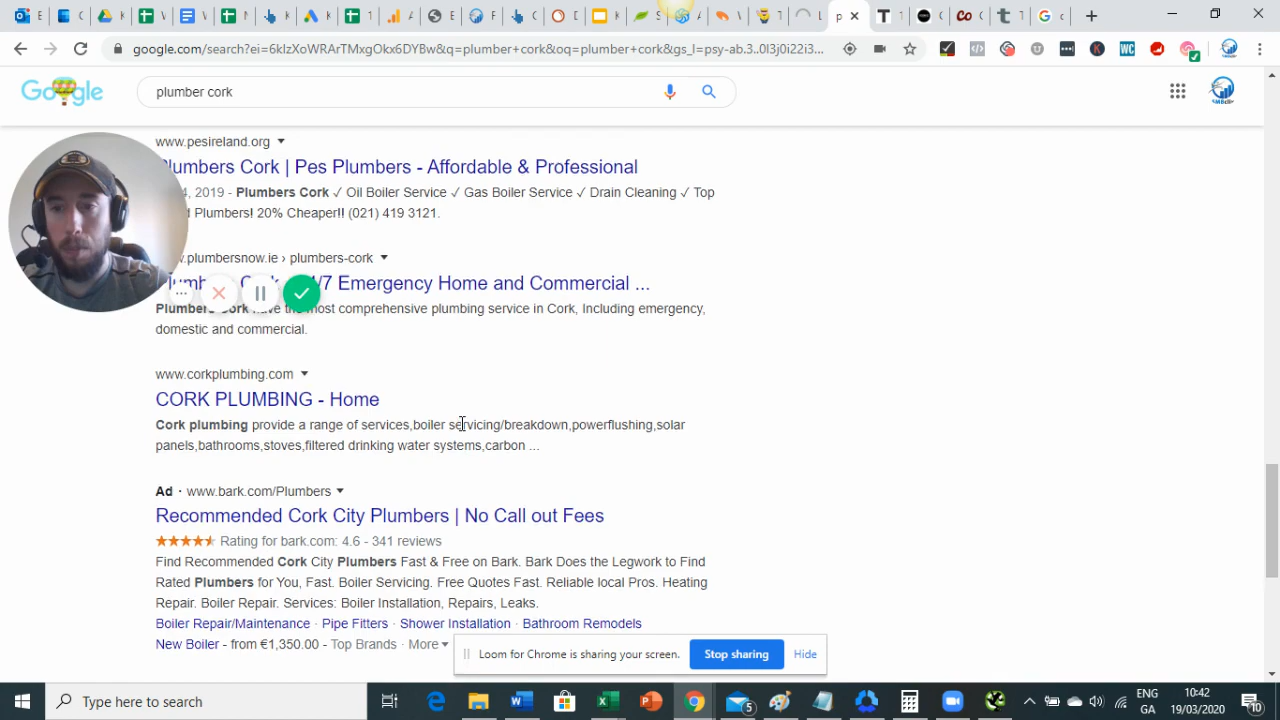 google.com/search?ei=6kIzXoWRArTMxgOkx6DYBw&q=plumber+cork&oq=plumber+cork&gs_l=psy-ab.3..0l3j0i22i3...
Google
plumber cork
www.pesireland.org
Plumbers Cork | Pes Plumbers - Affordable & Professional
4, 2019 - Plumbers Cork ✓ Oil Boiler Service ✓ Gas Boiler Service ✓ Drain Cleaning ✓ Top
Plumbers! 20% Cheaper!! (021) 419 3121.
.plumbersnow.ie › plumbers-cork
/7 Emergency Home and Commercial ...
Plumbers Cork have the most comprehensive plumbing service in Cork, Including emergency,
domestic and commercial.
www.corkplumbing.com
CORK PLUMBING - Home
Cork plumbing provide a range of services,boiler servicing/breakdown,powerflushing,solar
panels,bathrooms,stoves,filtered drinking water systems,carbon ...
Ad · www.bark.com/Plumbers
Recommended Cork City Plumbers | No Call out Fees
Rating for bark.com: 4.6 - 341 reviews
Find Recommended Cork City Plumbers Fast & Free on Bark. Bark Does the Legwork to Find
Rated Plumbers for You, Fast. Boiler Servicing. Free Quotes Fast. Reliable local Pros. Heating
Repair. Boiler Repair. Services: Boiler Installation, Repairs, Leaks.
Boiler Repair/Maintenance · Pipe Fitters · Shower Installation · Bathroom Remodels
New Boiler - from €1,350.00 - Top Brands · More
Loom for Chrome is sharing your screen. Stop sharing Hide
Type here to search
5
ENG
GA
10:42
19/03/2020
10